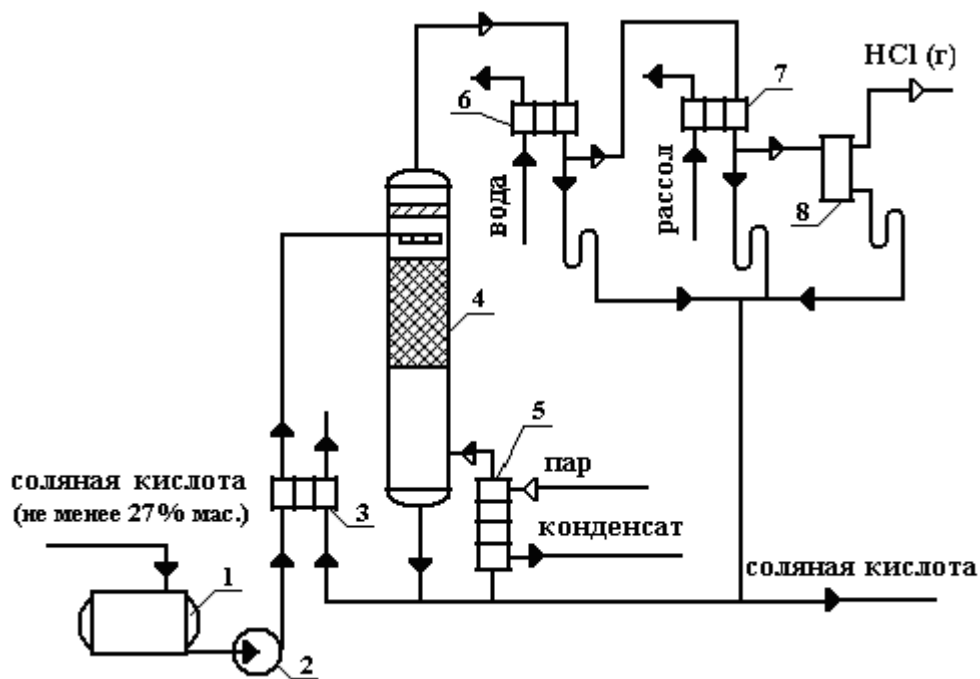 HCl (г)
7
6
8
вода
рассол
4
5
пар
соляная кислота
(не менее 27% мас.)
3
конденсат
соляная кислота
1
2